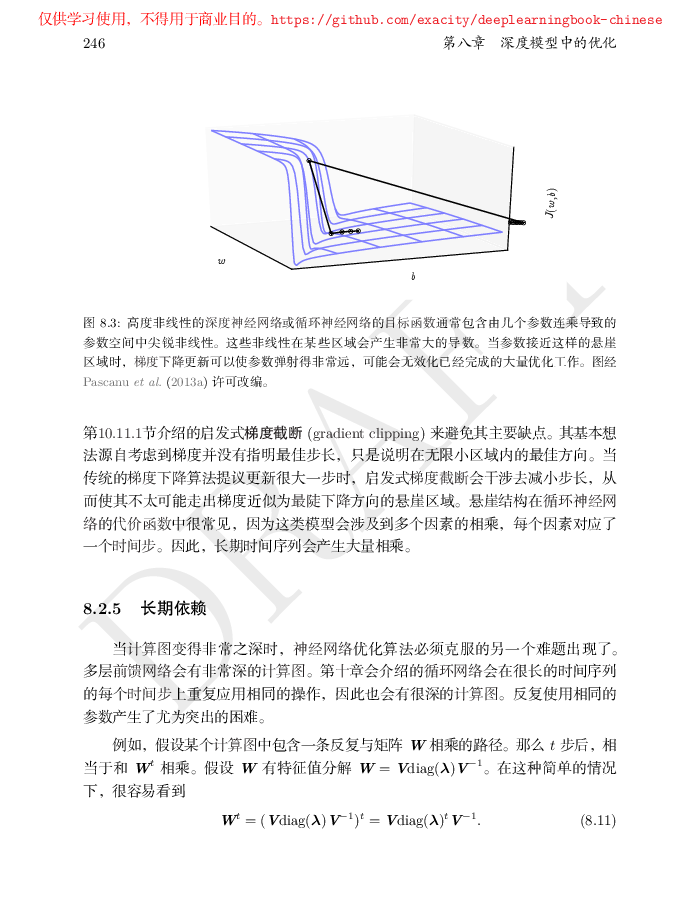 仅供学习使用，不得用于商业目的。https://github.com/exacity/deeplearningbook-chinese
246 第八章 深度模型中的优化
J(w,b)
w
b
图 8.3: 高度非线性的深度神经网络或循环神经网络的目标函数通常包含由几个参数连乘导致的
参数空间中尖锐非线性。这些非线性在某些区域会产生非常大的导数。当参数接近这样的悬崖
区域时，梯度下降更新可以使参数弹射得非常远，可能会无效化已经完成的大量优化工作。图经
Pascanu et al. (2013a) 许可改编。
第10.11.1节介绍的启发式梯度截断 (gradient clipping) 来避免其主要缺点。其基本想
法源自考虑到梯度并没有指明最佳步长，只是说明在无限小区域内的最佳方向。当
传统的梯度下降算法提议更新很大一步时，启发式梯度截断会干涉去减小步长，从
而使其不太可能走出梯度近似为最陡下降方向的悬崖区域。悬崖结构在循环神经网
络的代价函数中很常见，因为这类模型会涉及到多个因素的相乘，每个因素对应了
一个时间步。因此，长期时间序列会产生大量相乘。
8.2.5 长期依赖
当计算图变得非常之深时，神经网络优化算法必须克服的另一个难题出现了。
多层前馈网络会有非常深的计算图。第十章会介绍的循环网络会在很长的时间序列
的每个时间步上重复应用相同的操作，因此也会有很深的计算图。反复使用相同的
参数产生了尤为突出的困难。
例如，假设某个计算图中包含一条反复与矩阵 W 相乘的路径。那么 t 步后，相
当于和 Wᵗ 相乘。假设 W 有特征值分解 W = Vdiag(λ)V⁻¹。在这种简单的情况
下，很容易看到
Wᵗ = (Vdiag(λ)V⁻¹)ᵗ = Vdiag(λ)ᵗV⁻¹. (8.11)
DRAFT